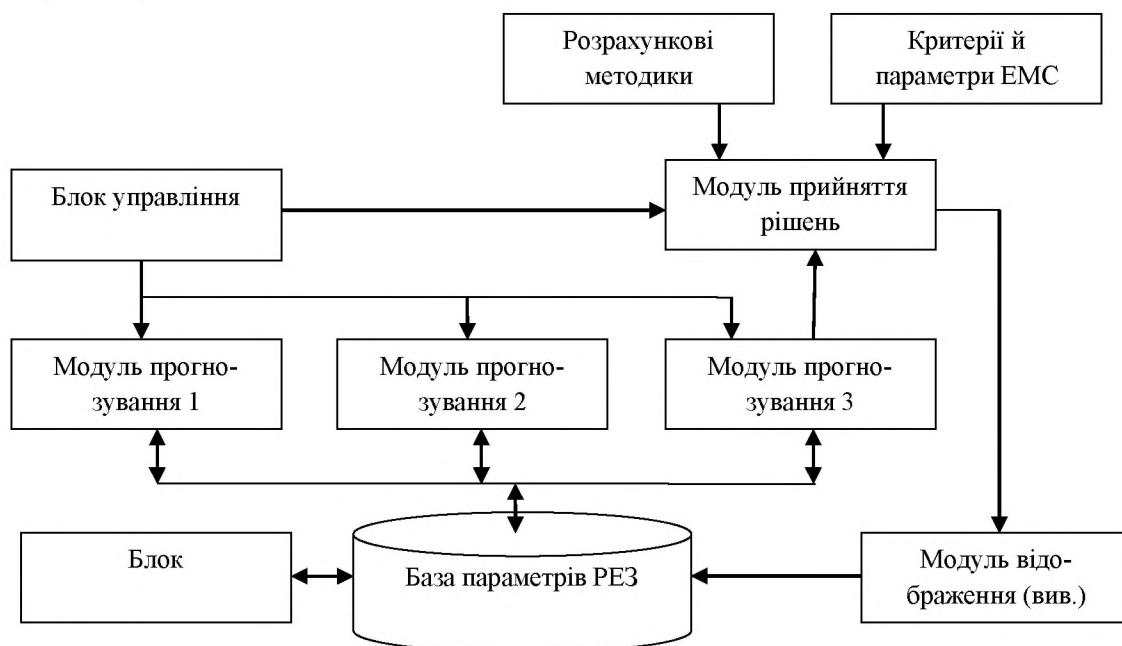 Розрахункові
методики
Критерії й
параметри ЕМС
Блок управління
Модуль прийняття
рішень
Модуль прогно-
зування 1
Модуль прогно-
зування 2
Модуль прогно-
зування 3
Блок
База параметрів РЕЗ
Модуль відо-
браження (вив.)